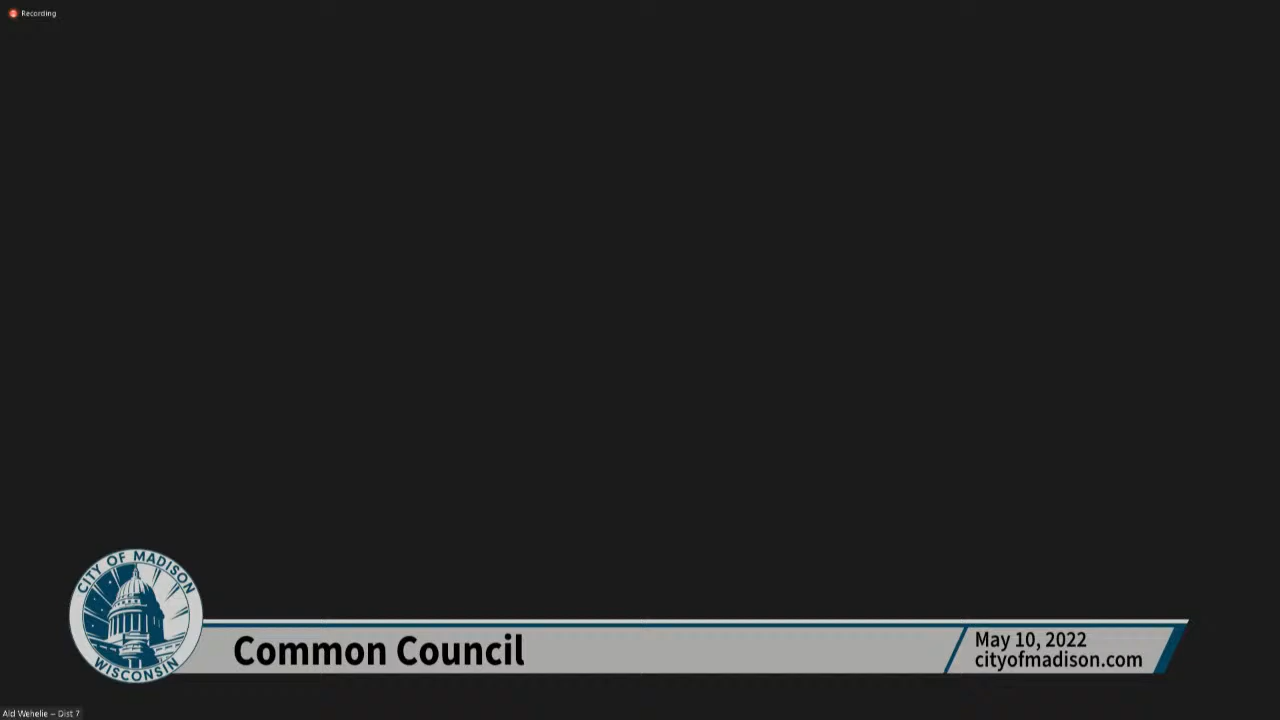 Recording
CITY OF MADISON
WISCONSIN
Common Council
May 10, 2022
cityofmadison.com
Ald Wehelie – Dist 7